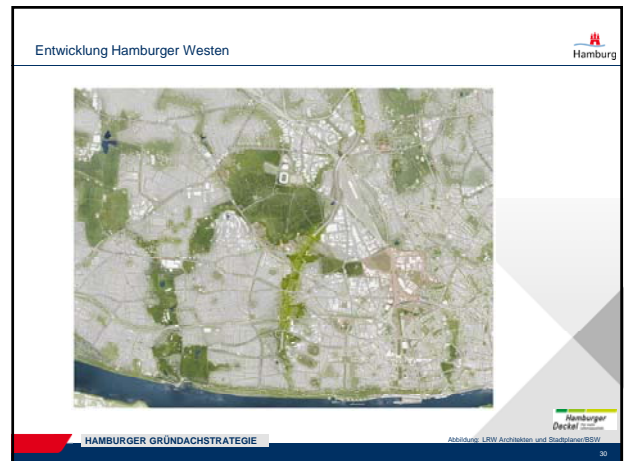 Entwicklung Hamburger Westen
Hamburg
Hamburger
Deckel
HAMBURGER GRÜNDACHSTRATEGIE
Abbildung: LRW Architekten und Stadtplaner/BSW
30